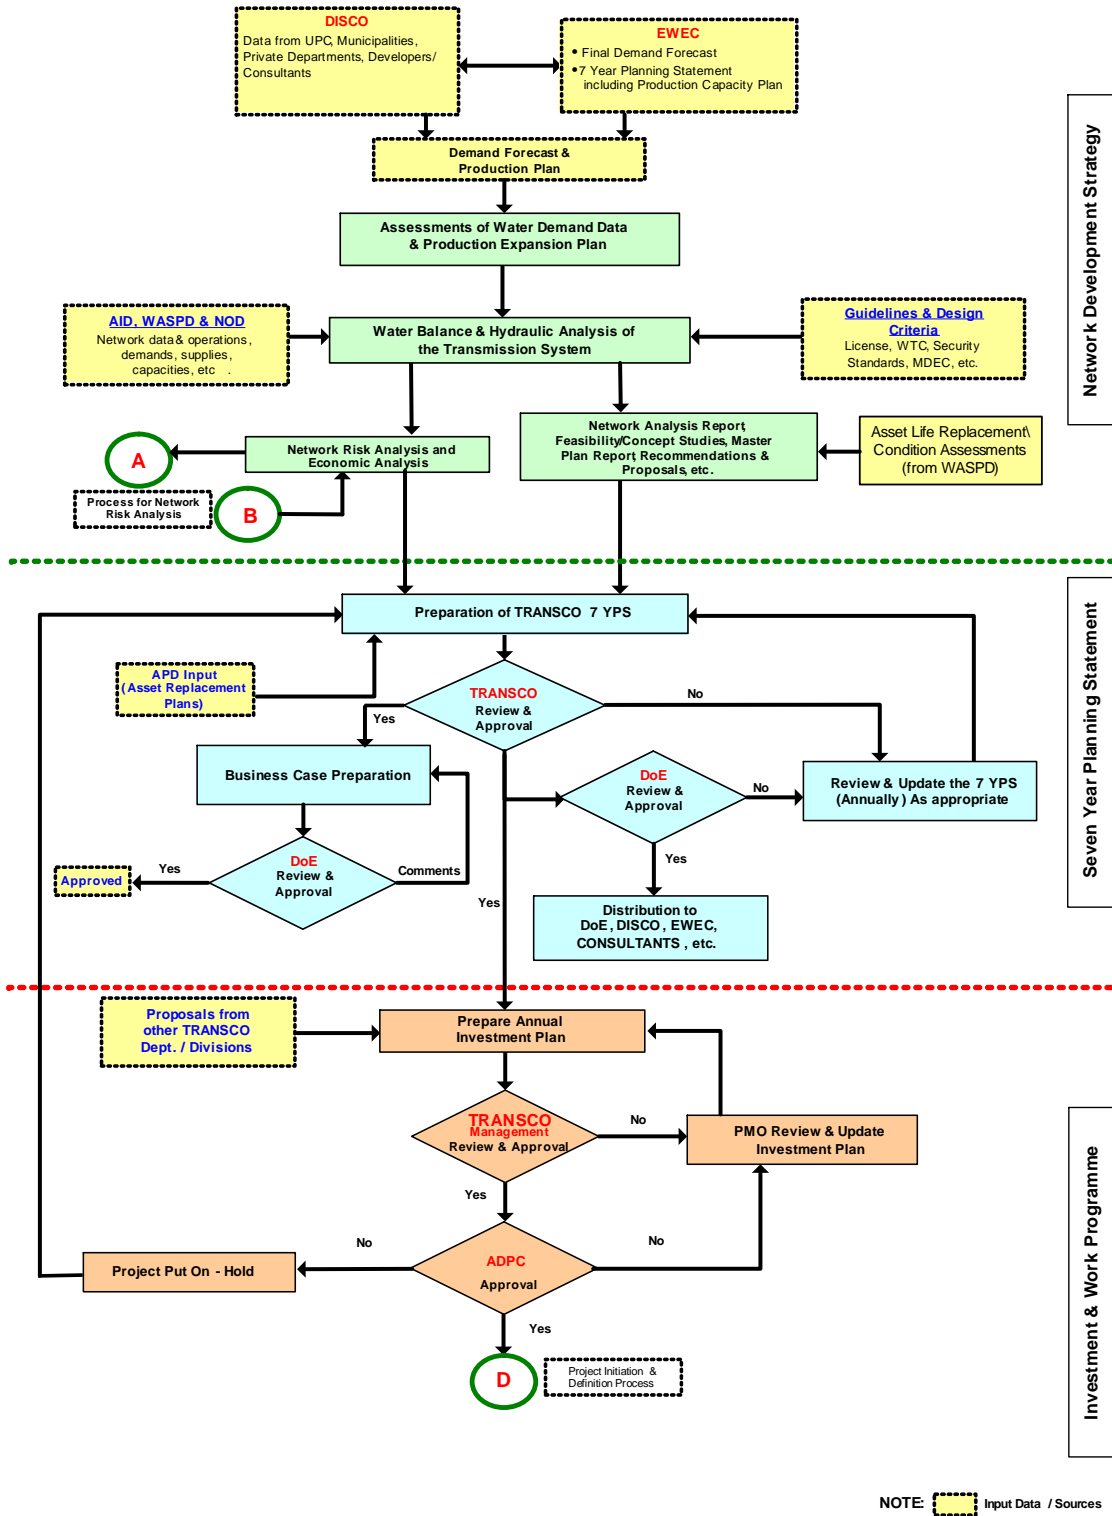 DISCO
Data from UPC, Municipalities,
Private Departments, Developers/
Consultants
EWEC
• Final Demand Forecast
• 7 Year Planning Statement
including Production Capacity Plan
Demand Forecast &
Production Plan
Assessments of Water Demand Data
& Production Expansion Plan
AID, WASPD & NOD
Network data & operations,
demands, supplies,
capacities, etc .
Water Balance & Hydraulic Analysis of
the Transmission System
Guidelines & Design
Criteria
License, WTC, Security
Standards, MDEC, etc.
Network Development Strategy
A
Network Risk Analysis and
Economic Analysis
Network Analysis Report,
Feasibility/Concept Studies, Master
Plan Report, Recommendations &
Proposals, etc.
Asset Life Replacement\
Condition Assessments
(from WASPD)
Process for Network
Risk Analysis
B
Preparation of TRANSCO 7 YPS
APD Input
(Asset Replacement
Plans)
TRANSCO
Review &
Approval
No
Yes
Business Case Preparation
DoE
Review &
Approval
No
Review & Update the 7 YPS
(Annually) As appropriate
Seven Year Planning Statement
Approved
Yes
DoE
Review &
Approval
Comments
Yes
Yes
Distribution to
DoE, DISCO, EWEC,
CONSULTANTS , etc.
Proposals from
other TRANSCO
Dept. / Divisions
Prepare Annual
Investment Plan
TRANSCO
Management
Review & Approval
No
PMO Review & Update
Investment Plan
Yes
Project Put On - Hold
No
ADPC
Approval
No
Yes
D
Project Initiation &
Definition Process
Investment & Work Programme
NOTE:
Input Data / Sources